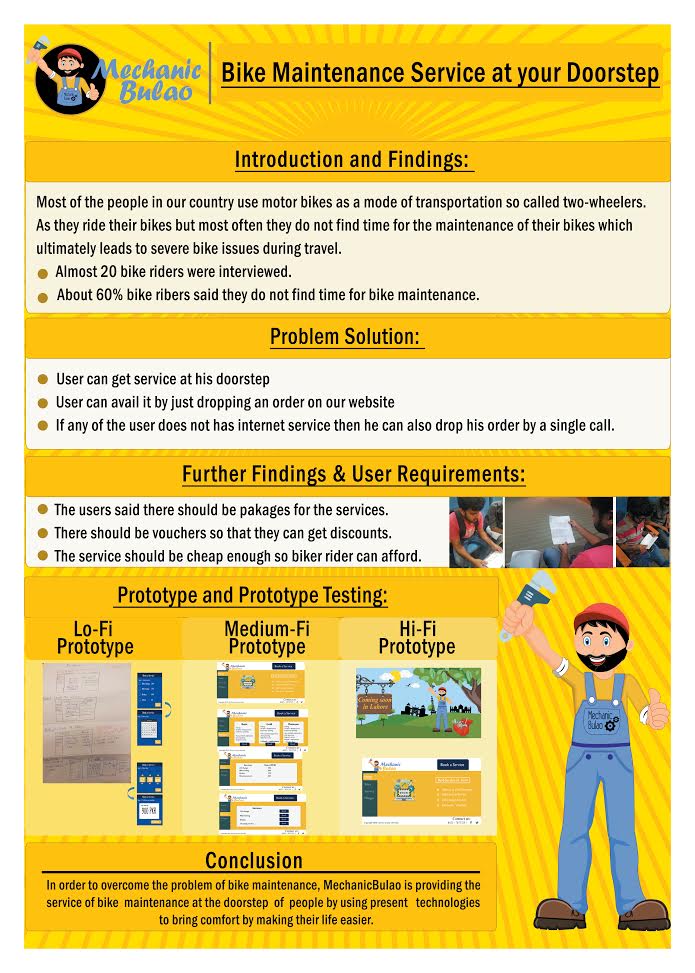 Mechanic
Bulao
Bike Maintenance Service at your Doorstep
Introduction and Findings:
Most of the people in our country use motor bikes as a mode of transportation so called two-wheelers.
As they ride their bikes but most often they do not find time for the maintenance of their bikes which
ultimately leads to severe bike issues during travel.
Almost 20 bike riders were interviewed.
About 60% bike ribers said they do not find time for bike maintenance.
Problem Solution:
User can get service at his doorstep
User can avail it by just dropping an order on our website
If any of the user does not has internet service then he can also drop his order by a single call.
Further Findings & User Requirements:
The users said there should be pakages for the services.
There should be vouchers so that they can get discounts.
The service should be cheap enough so biker rider can afford.
Prototype and Prototype Testing:
Lo-Fi
Prototype
Medium-Fi
Prototype
Hi-Fi
Prototype
Coming soon
in Lahore
Mechanic
Bulao
Book a Service
300 PKR
Mechanic
Bulao
Conclusion
In order to overcome the problem of bike maintenance, MechanicBulao is providing the
service of bike maintenance at the doorstep of people by using present technologies
to bring comfort by making their life easier.